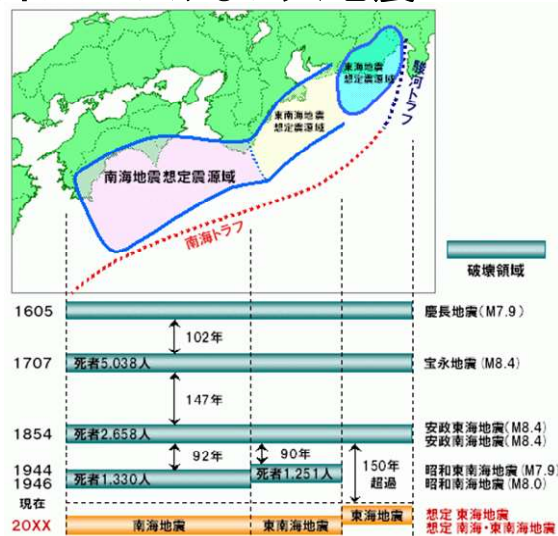 東海地震
想定震源域
東南海地震
想定震源域
駿河トラフ
南海地震想定震源域
南海トラフ
破壊領域
1605
慶長地震(M7.9)
102年
1707
死者5.038人
宝永地震(M8.4)
147年
1854
死者2.658人
安政東海地震(M8.4)
安政南海地震(M8.4)
92年
90年
150年
超過
1944
1946
死者1.330人
死者1.251人
昭和東南海地震(M7.9)
昭和南海地震(M8.0)
現在
20XX
南海地震
東南海地震
東海地震
想定 東海地震
想定 南海・東南海地震